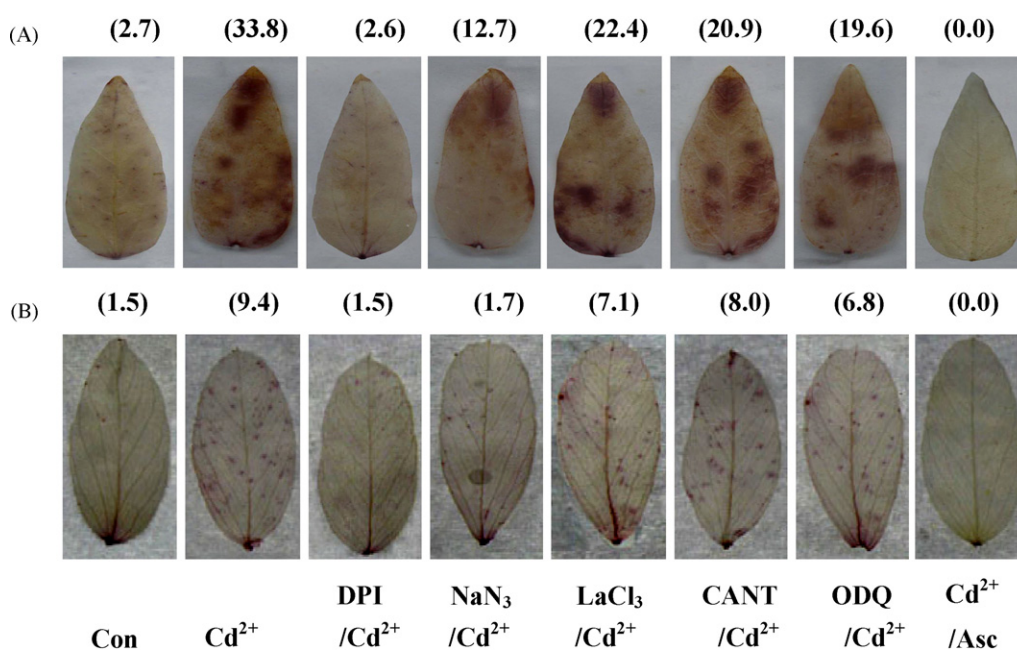 (A) (2.7) (33.8) (2.6) (12.7) (22.4) (20.9) (19.6) (0.0)
(B) (1.5) (9.4) (1.5) (1.7) (7.1) (8.0) (6.8) (0.0)
DPI NaN₃ LaCl₃ CANT ODQ Cd²⁺
Con Cd²⁺ /Cd²⁺ /Cd²⁺ /Cd²⁺ /Cd²⁺ /Cd²⁺ /Asc